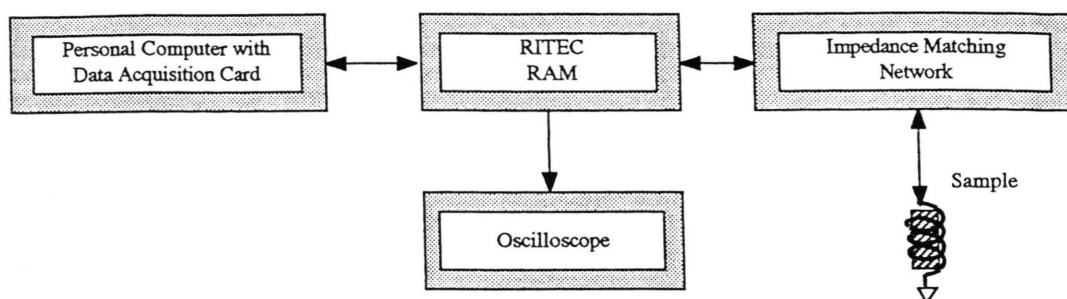 Personal Computer with
Data Acquisition Card
RITEC
RAM
Impedance Matching
Network
Sample
Oscilloscope